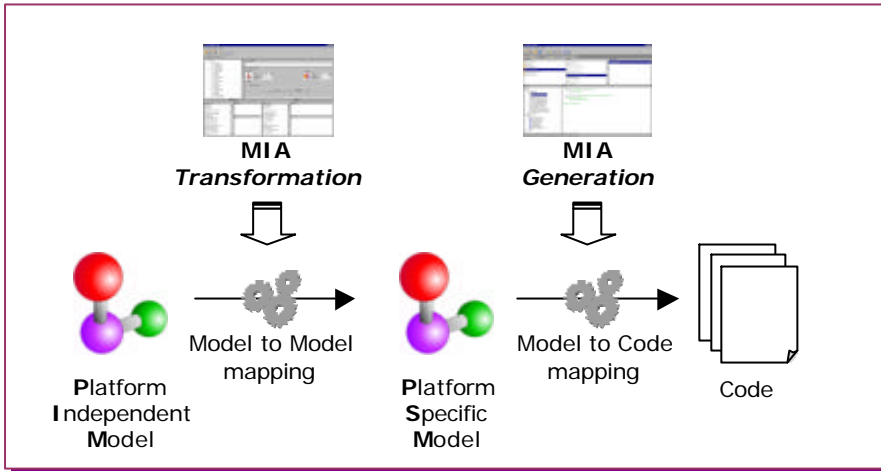 MIA
Transformation
MIA
Generation
Model to Model
mapping
Model to Code
mapping
Platform
Independent
Model
Platform
Specific
Model
Code